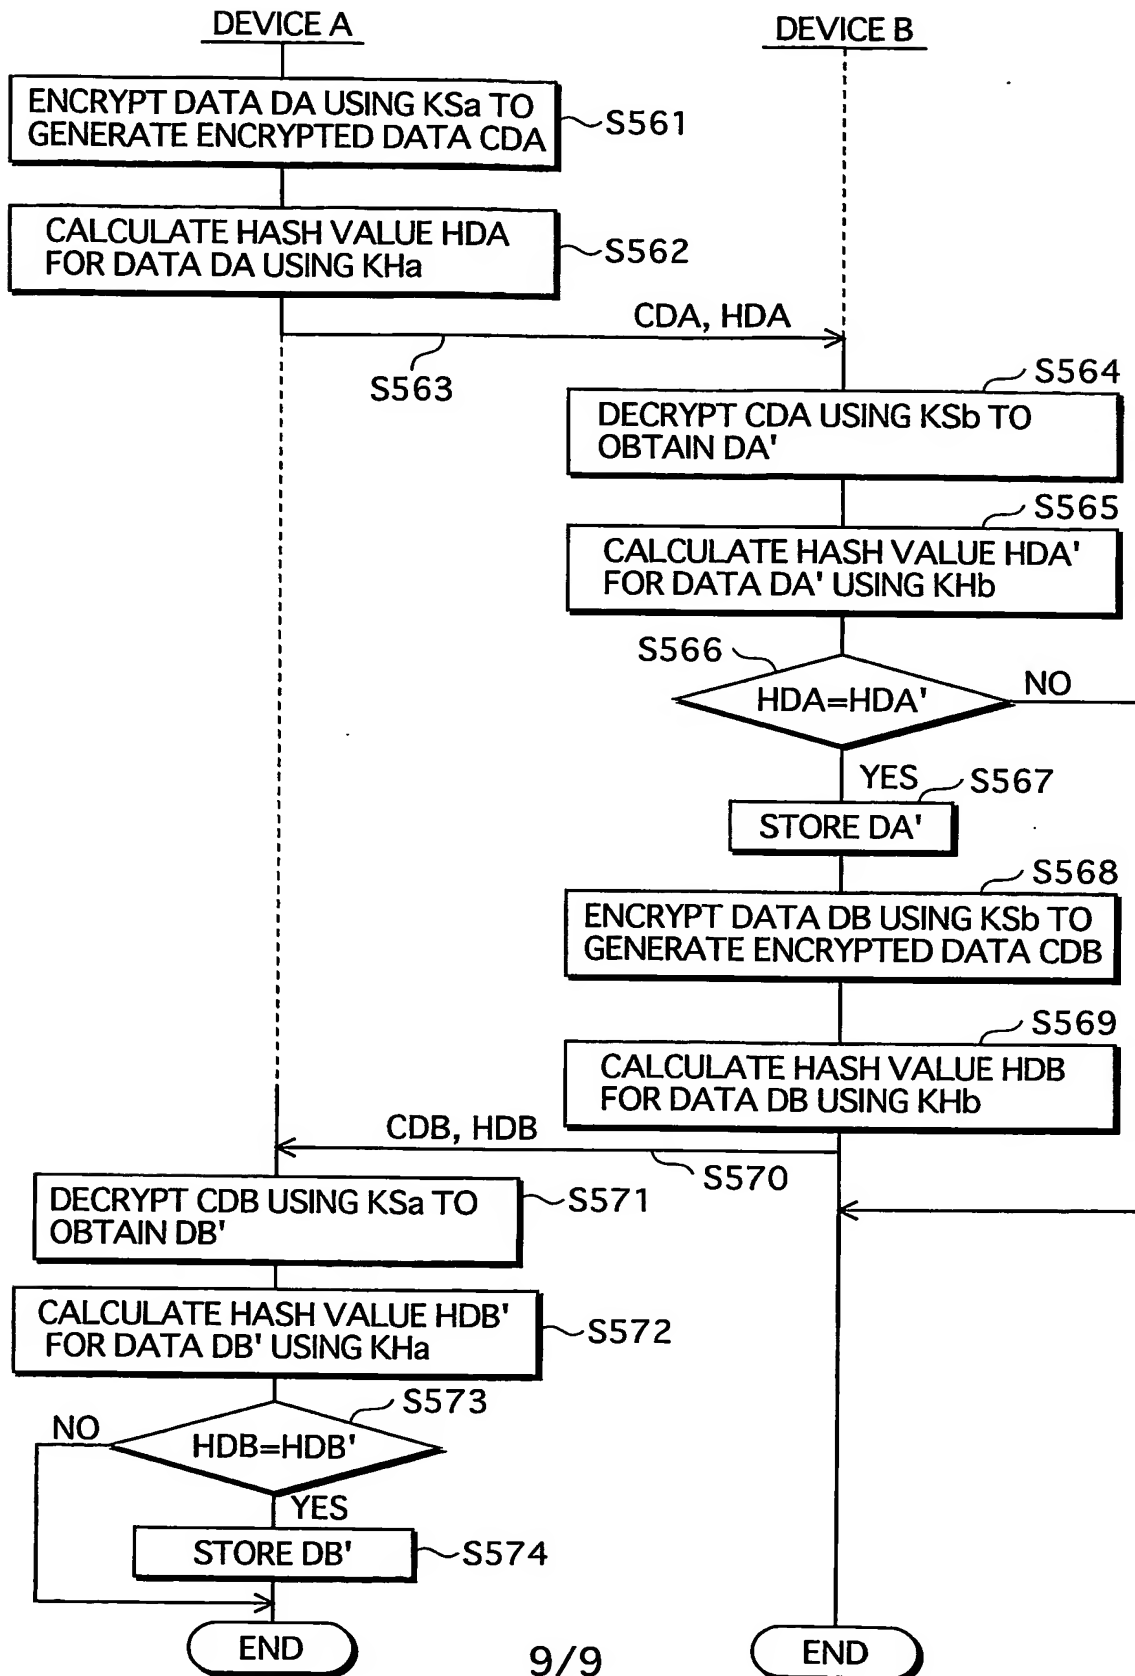 DEVICE A
DEVICE B
ENCRYPT DATA DA USING KSa TO
GENERATE ENCRYPTED DATA CDA
S561
CALCULATE HASH VALUE HDA
FOR DATA DA USING KHa
S562
CDA, HDA
S563
S564
DECRYPT CDA USING KSb TO
OBTAIN DA'
S565
CALCULATE HASH VALUE HDA'
FOR DATA DA' USING KHb
S566
HDA=HDA'
NO
YES
S567
STORE DA'
S568
ENCRYPT DATA DB USING KSb TO
GENERATE ENCRYPTED DATA CDB
S569
CALCULATE HASH VALUE HDB
FOR DATA DB USING KHb
CDB, HDB
S570
DECRYPT CDB USING KSa TO
OBTAIN DB'
S571
CALCULATE HASH VALUE HDB'
FOR DATA DB' USING KHa
S572
S573
NO
HDB=HDB'
YES
STORE DB'
S574
END
END
9/9